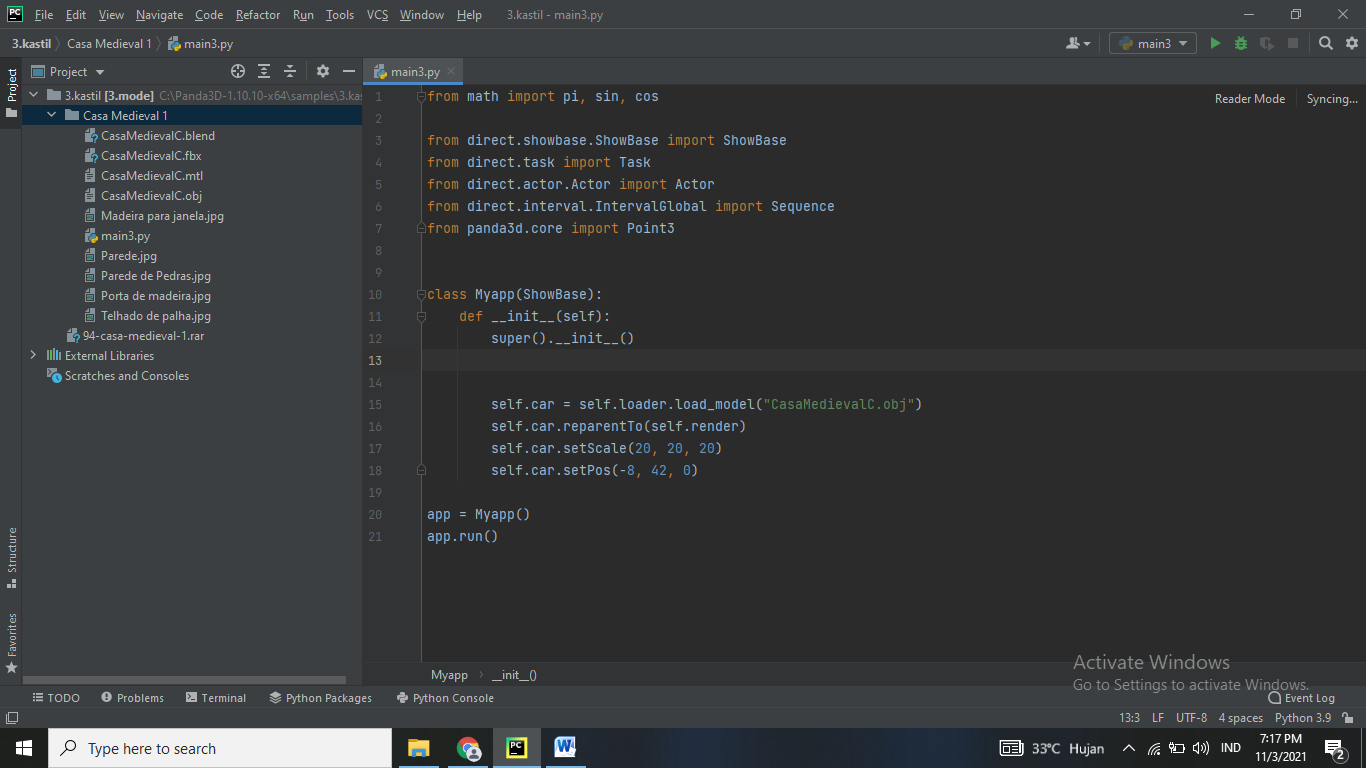 File Edit View Navigate Code Refactor Run Tools VCS Window Help 3.kastil - main3.py
3.kastil Casa Medieval 1 main3.py main3
Project
Project
main3.py
3.kastil [3.mode] C:\Panda3D-1.10.10-x64\samples\3.kas
Casa Medieval 1
CasaMedievalC.blend
CasaMedievalC.fbx
CasaMedievalC.mtl
CasaMedievalC.obj
Madeira para janela.jpg
main3.py
Parede.jpg
Parede de Pedras.jpg
Porta de madeira.jpg
Telhado de palha.jpg
94-casa-medieval-1.rar
External Libraries
Scratches and Consoles
Structure
Favorites
Reader Mode Syncing...
1 from math import pi, sin, cos
2
3 from direct.showbase.ShowBase import ShowBase
4 from direct.task import Task
5 from direct.actor.Actor import Actor
6 from direct.interval.IntervalGlobal import Sequence
7 from panda3d.core import Point3
8
9
10 class Myapp(ShowBase):
11 def __init__(self):
12 super().__init__()
13
14
15 self.car = self.loader.load_model("CasaMedievalC.obj")
16 self.car.reparentTo(self.render)
17 self.car.setScale(20, 20, 20)
18 self.car.setPos(-8, 42, 0)
19
20 app = Myapp()
21 app.run()
Myapp __init__()
Activate Windows
Go to Settings to activate Windows.
TODO Problems Terminal Python Packages Python Console Event Log
13:3 LF UTF-8 4 spaces Python 3.9
Type here to search
33°C Hujan
IND
7:17 PM
11/3/2021
2